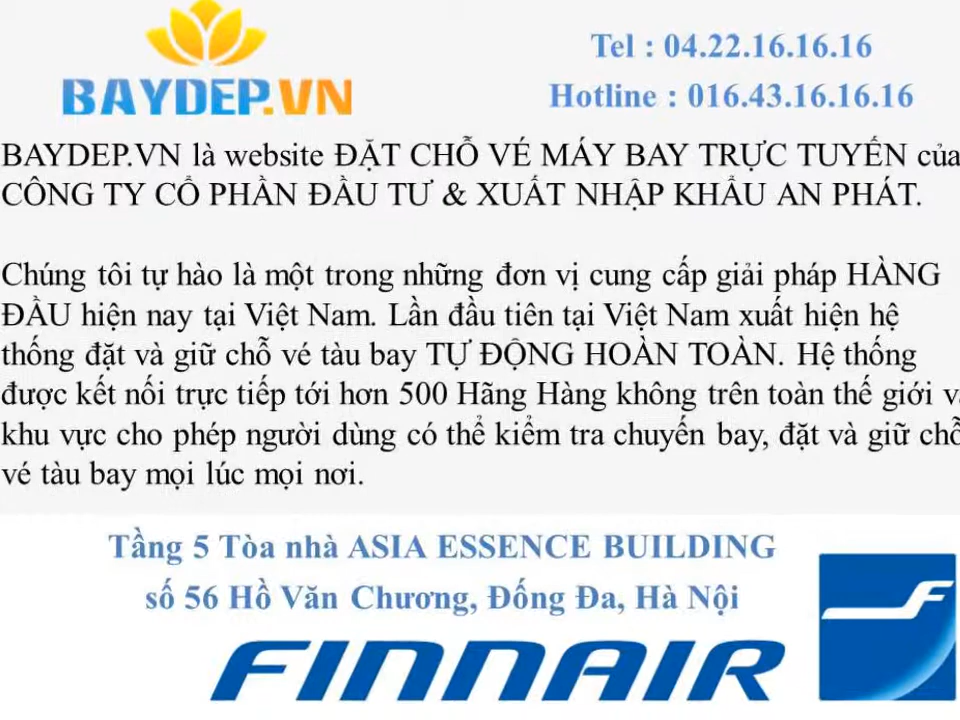 BAYDEP.VN
Tel : 04.22.16.16.16
Hotline : 016.43.16.16.16
BAYDEP.VN là website ĐẶT CHỖ VÉ MÁY BAY TRỰC TUYẾN của
CÔNG TY CỔ PHẦN ĐẦU TƯ & XUẤT NHẬP KHẨU AN PHÁT.
Chúng tôi tự hào là một trong những đơn vị cung cấp giải pháp HÀNG
ĐẦU hiện nay tại Việt Nam. Lần đầu tiên tại Việt Nam xuất hiện hệ
thống đặt và giữ chỗ vé tàu bay TỰ ĐỘNG HOÀN TOÀN. Hệ thống
được kết nối trực tiếp tới hơn 500 Hãng Hàng không trên toàn thế giới
khu vực cho phép người dùng có thể kiểm tra chuyến bay, đặt và giữ chỗ
vé tàu bay mọi lúc mọi nơi.
Tầng 5 Tòa nhà ASIA ESSENCE BUILDING
số 56 Hồ Văn Chương, Đống Đa, Hà Nội
FINNAIR